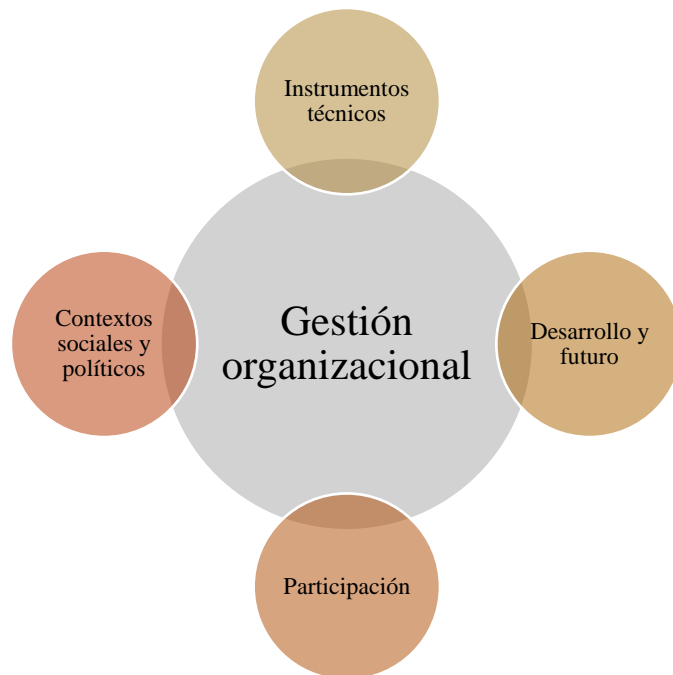 Instrumentos
técnicos
Contextos
sociales y
políticos
Gestión
organizacional
Desarrollo y
futuro
Participación